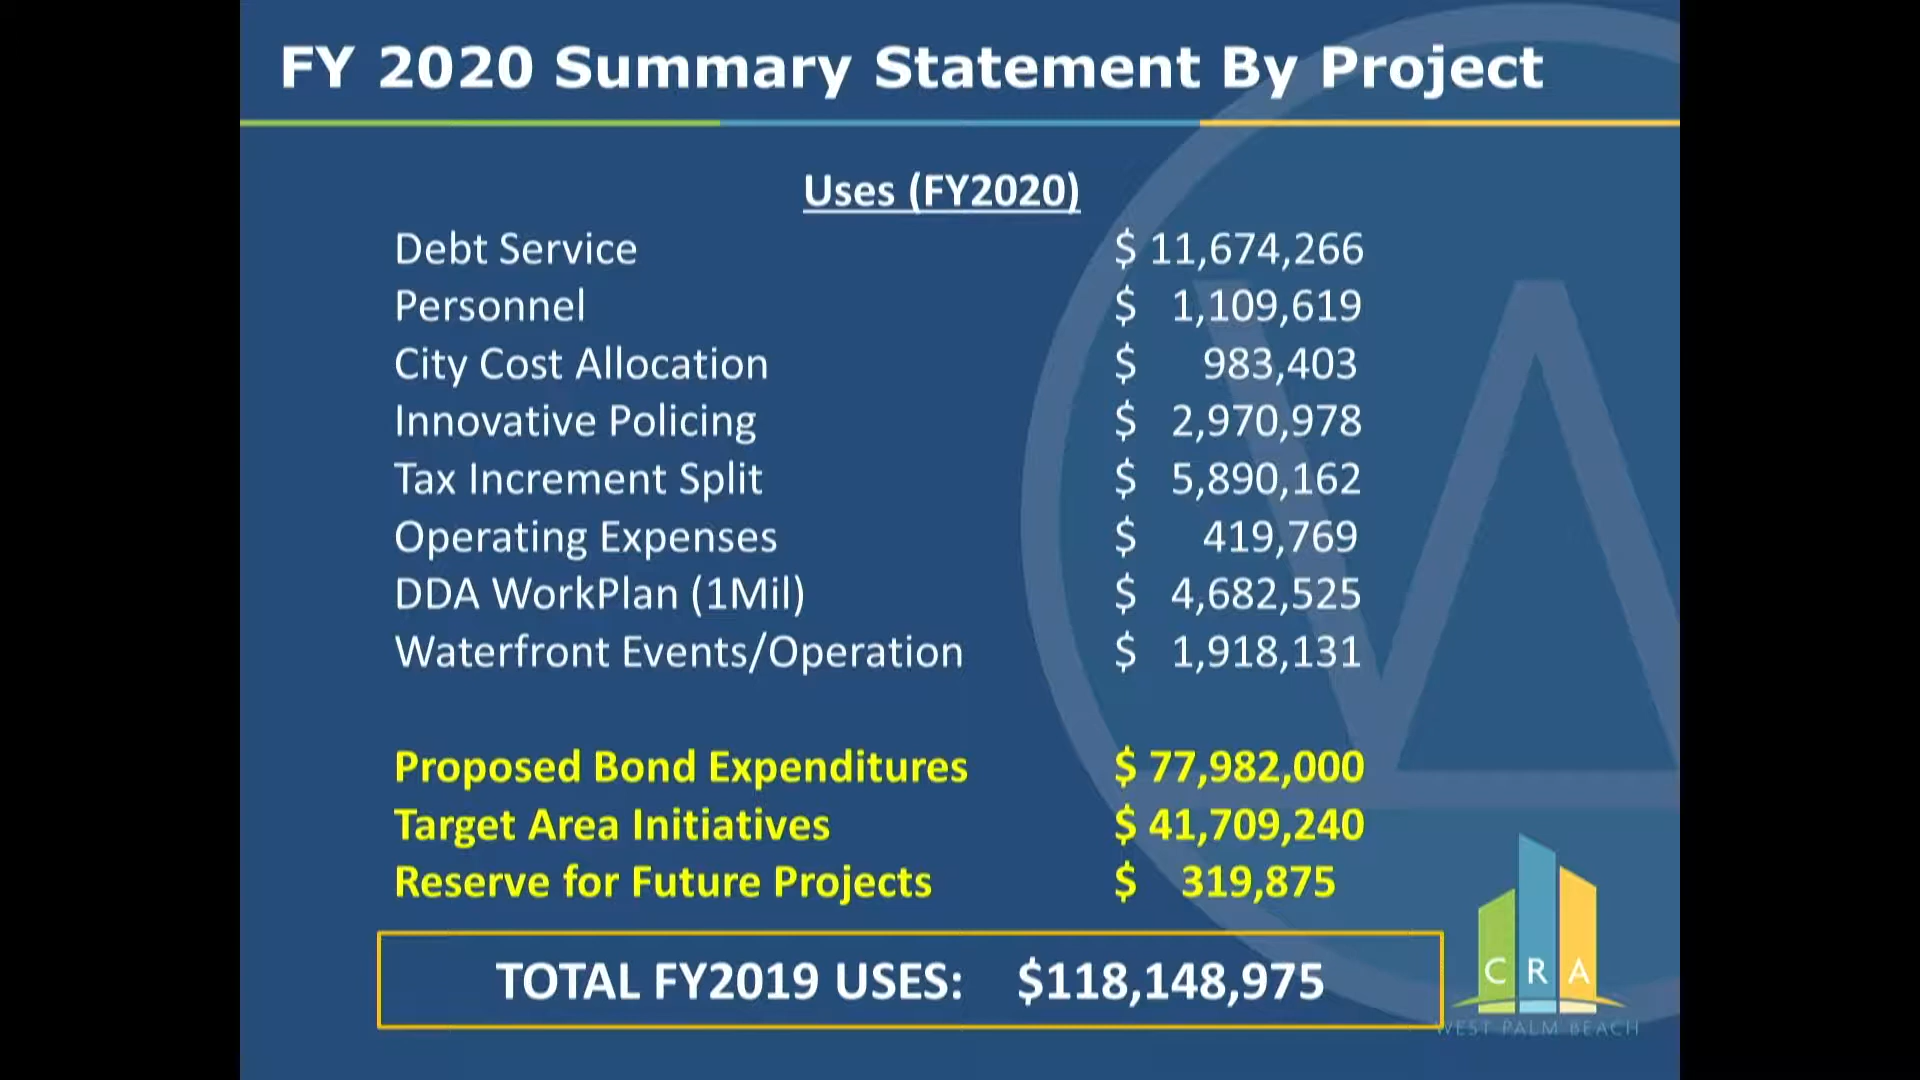 FY 2020 Summary Statement By Project
Uses (FY2020)
Debt Service $ 11,674,266
Personnel $ 1,109,619
City Cost Allocation $ 983,403
Innovative Policing $ 2,970,978
Tax Increment Split $ 5,890,162
Operating Expenses $ 419,769
DDA WorkPlan (1Mil) $ 4,682,525
Waterfront Events/Operation $ 1,918,131
Proposed Bond Expenditures $ 77,982,000
Target Area Initiatives $ 41,709,240
Reserve for Future Projects $ 319,875
TOTAL FY2019 USES: $118,148,975
CRA
WEST PALM BEACH